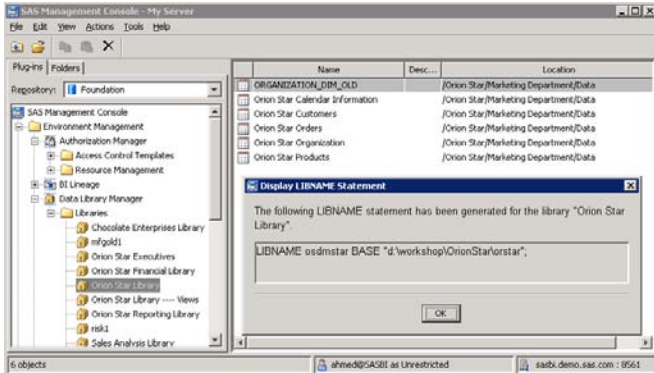 SAS Management Console - My Server
File Edit View Actions Tools Help
Plug-ins Folders
Repository: Foundation
SAS Management Console
Environment Management
Authorization Manager
Access Control Templates
Resource Management
BI Lineage
Data Library Manager
Libraries
Chocolate Enterprises Library
mfgold1
Orion Star Executives
Orion Star Financial Library
Orion Star Library
Orion Star Library ---- Views
Orion Star Reporting Library
risk1
Sales Analysis Library
Name Desc... Location
ORGANIZATION_DIM_OLD /Orion Star/Marketing Department/Data
Orion Star Calendar Information /Orion Star/Marketing Department/Data
Orion Star Customers /Orion Star/Marketing Department/Data
Orion Star Orders /Orion Star/Marketing Department/Data
Orion Star Organization /Orion Star/Marketing Department/Data
Orion Star Products /Orion Star/Marketing Department/Data
Display LIBNAME Statement
The following LIBNAME statement has been generated for the library "Orion Star
Library".
LIBNAME osdmstar BASE "d:\workshop\OrionStar\orstar";
OK
6 objects ahmed@SASBI as Unrestricted sasbi.demo.sas.com : 8561